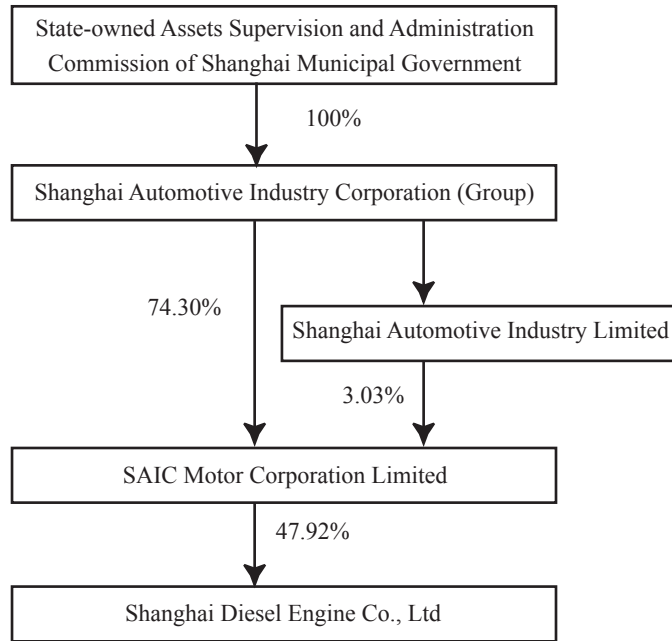 State-owned Assets Supervision and Administration
Commission of Shanghai Municipal Government
100%
Shanghai Automotive Industry Corporation (Group)
74.30%
Shanghai Automotive Industry Limited
3.03%
SAIC Motor Corporation Limited
47.92%
Shanghai Diesel Engine Co., Ltd